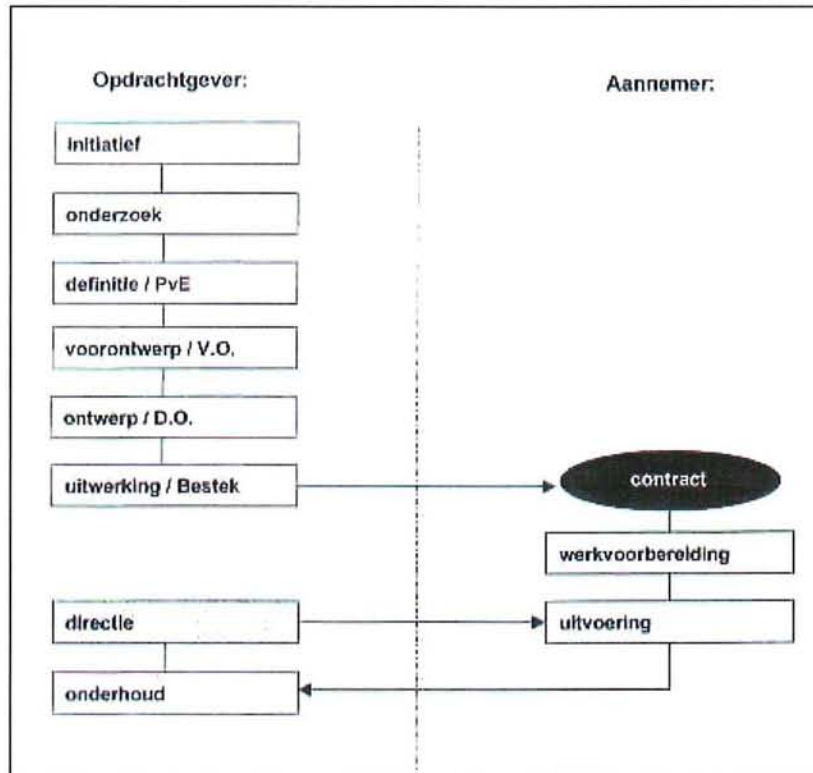 Opdrachtgever:
Aannemer:
initiatief
onderzoek
definitie / PvE
voorontwerp / V.O.
ontwerp / D.O.
uitwerking / Bestek
contract
werkvoorbereiding
directie
uitvoering
onderhoud